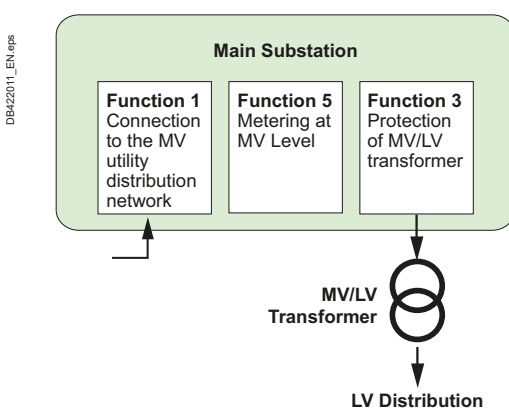 DB422011_EN.eps
Main Substation
Function 1
Connection
to the MV
utility
distribution
network
Function 5
Metering at
MV Level
Function 3
Protection
of MV/LV
transformer
MV/LV
Transformer
LV Distribution